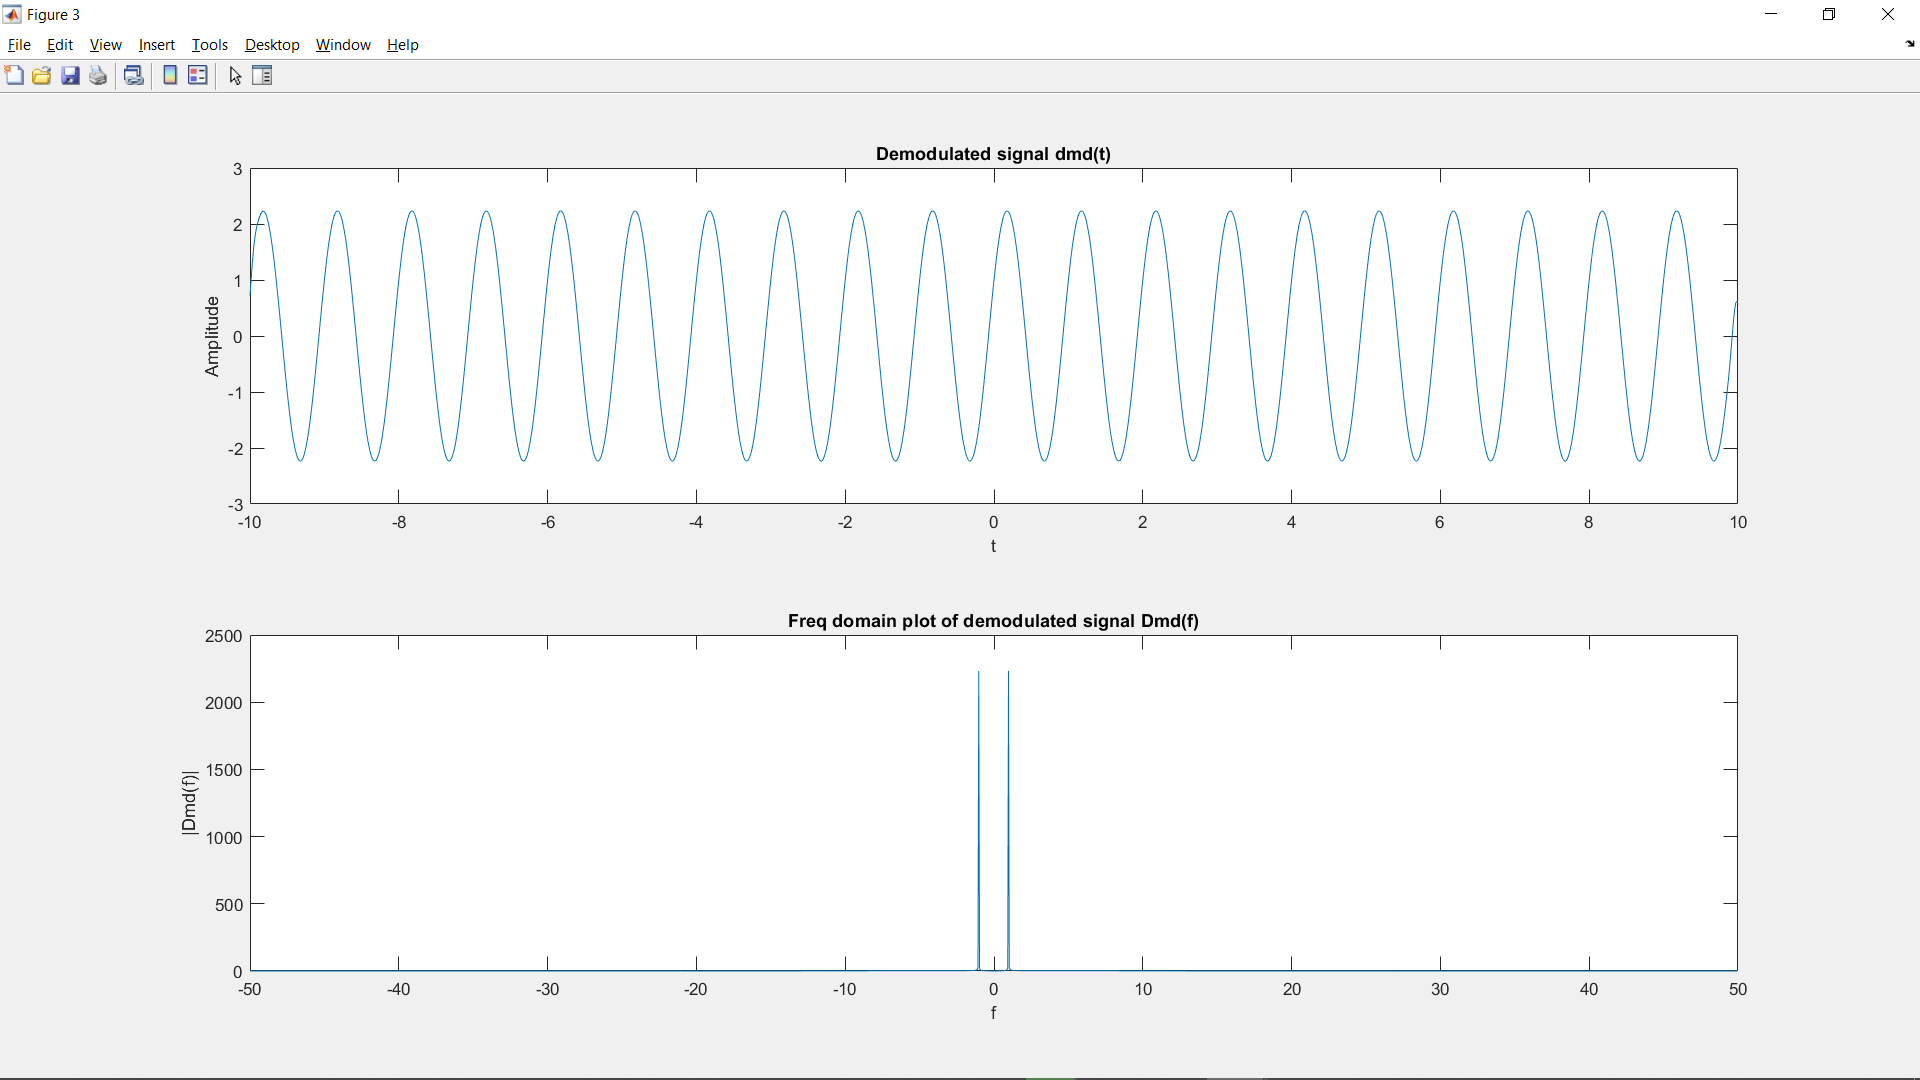 Figure 3
File Edit View Insert Tools Desktop Window Help
Demodulated signal dmd(t)
3
2
1
0
-1
-2
-3
Amplitude
-10 -8 -6 -4 -2 0 2 4 6 8 10
t
Freq domain plot of demodulated signal Dmd(f)
2500
2000
1500
1000
500
0
|Dmd(f)|
-50 -40 -30 -20 -10 0 10 20 30 40 50
f